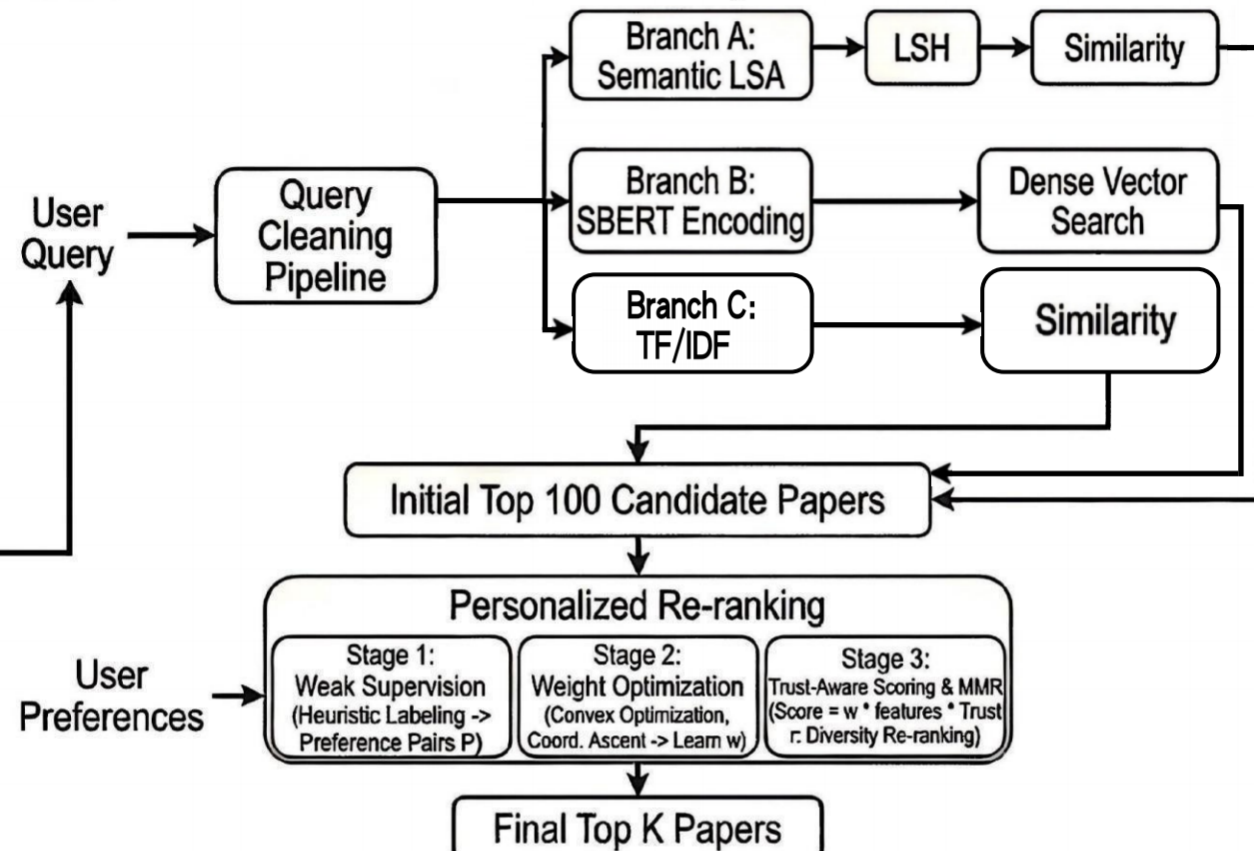 Branch A:
Semantic LSA
LSH
Similarity
User
Query
Query
Cleaning
Pipeline
Branch B:
SBERT Encoding
Dense Vector
Search
Branch C:
TF/IDF
Similarity
Initial Top 100 Candidate Papers
Personalized Re-ranking
User
Preferences
Stage 1:
Weak Supervision
(Heuristic Labeling ->
Preference Pairs P)
Stage 2:
Weight Optimization
(Convex Optimization,
Coord. Ascent -> Learn w)
Stage 3:
Trust-Aware Scoring & MMR
(Score = w * features * Trust
r: Diversity Re-ranking)
Final Top K Papers